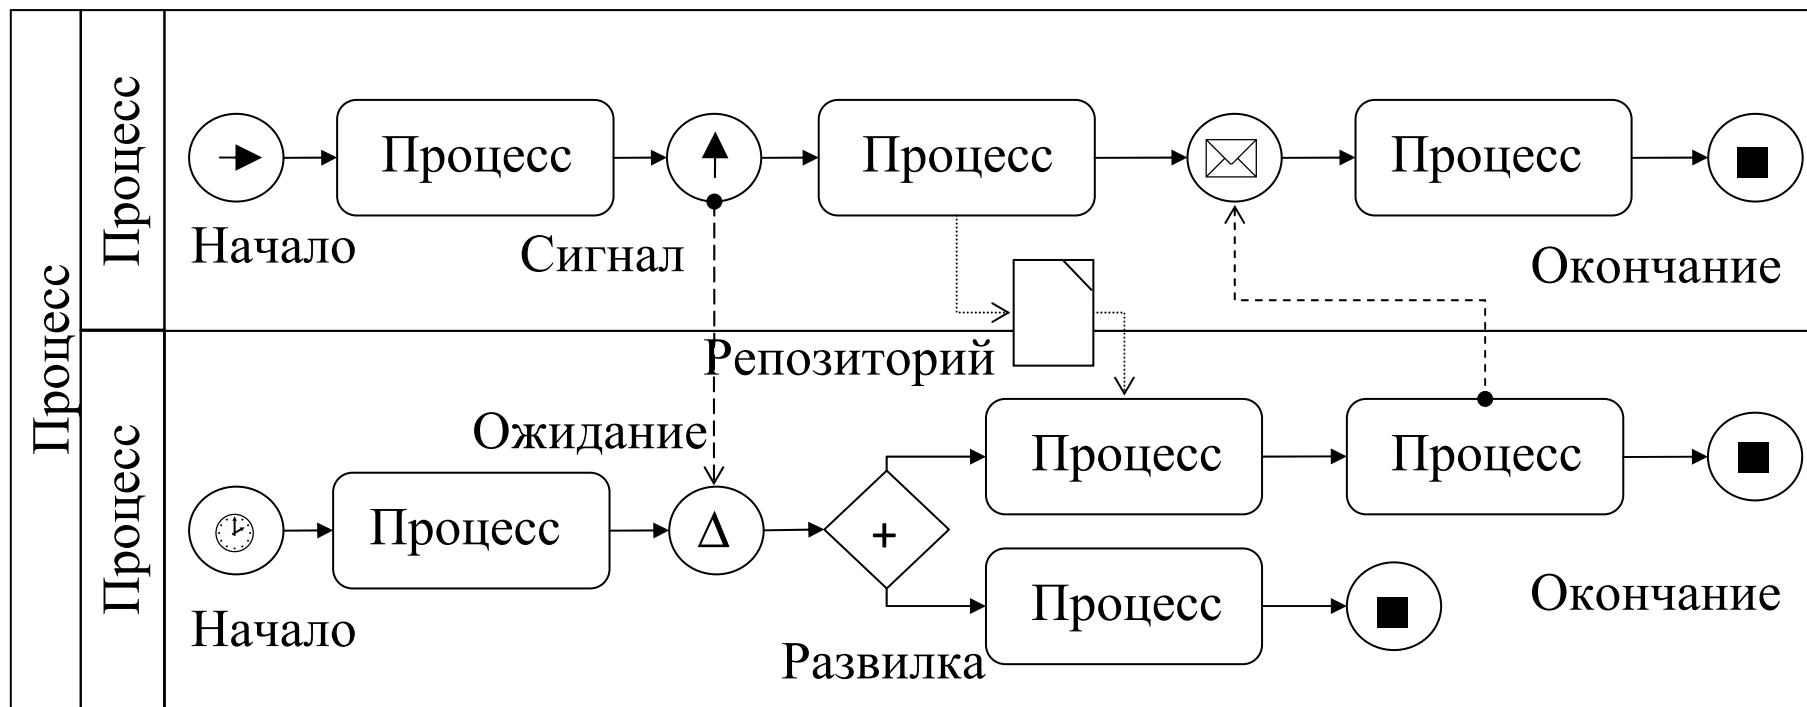 Процесс
Процесс
Процесс
Процесс
Процесс
Процесс
Начало
Сигнал
Окончание
Репозиторий
Ожидание
Процесс
Процесс
Процесс
Δ
+
Процесс
Начало
Развилка
Процесс
Окончание